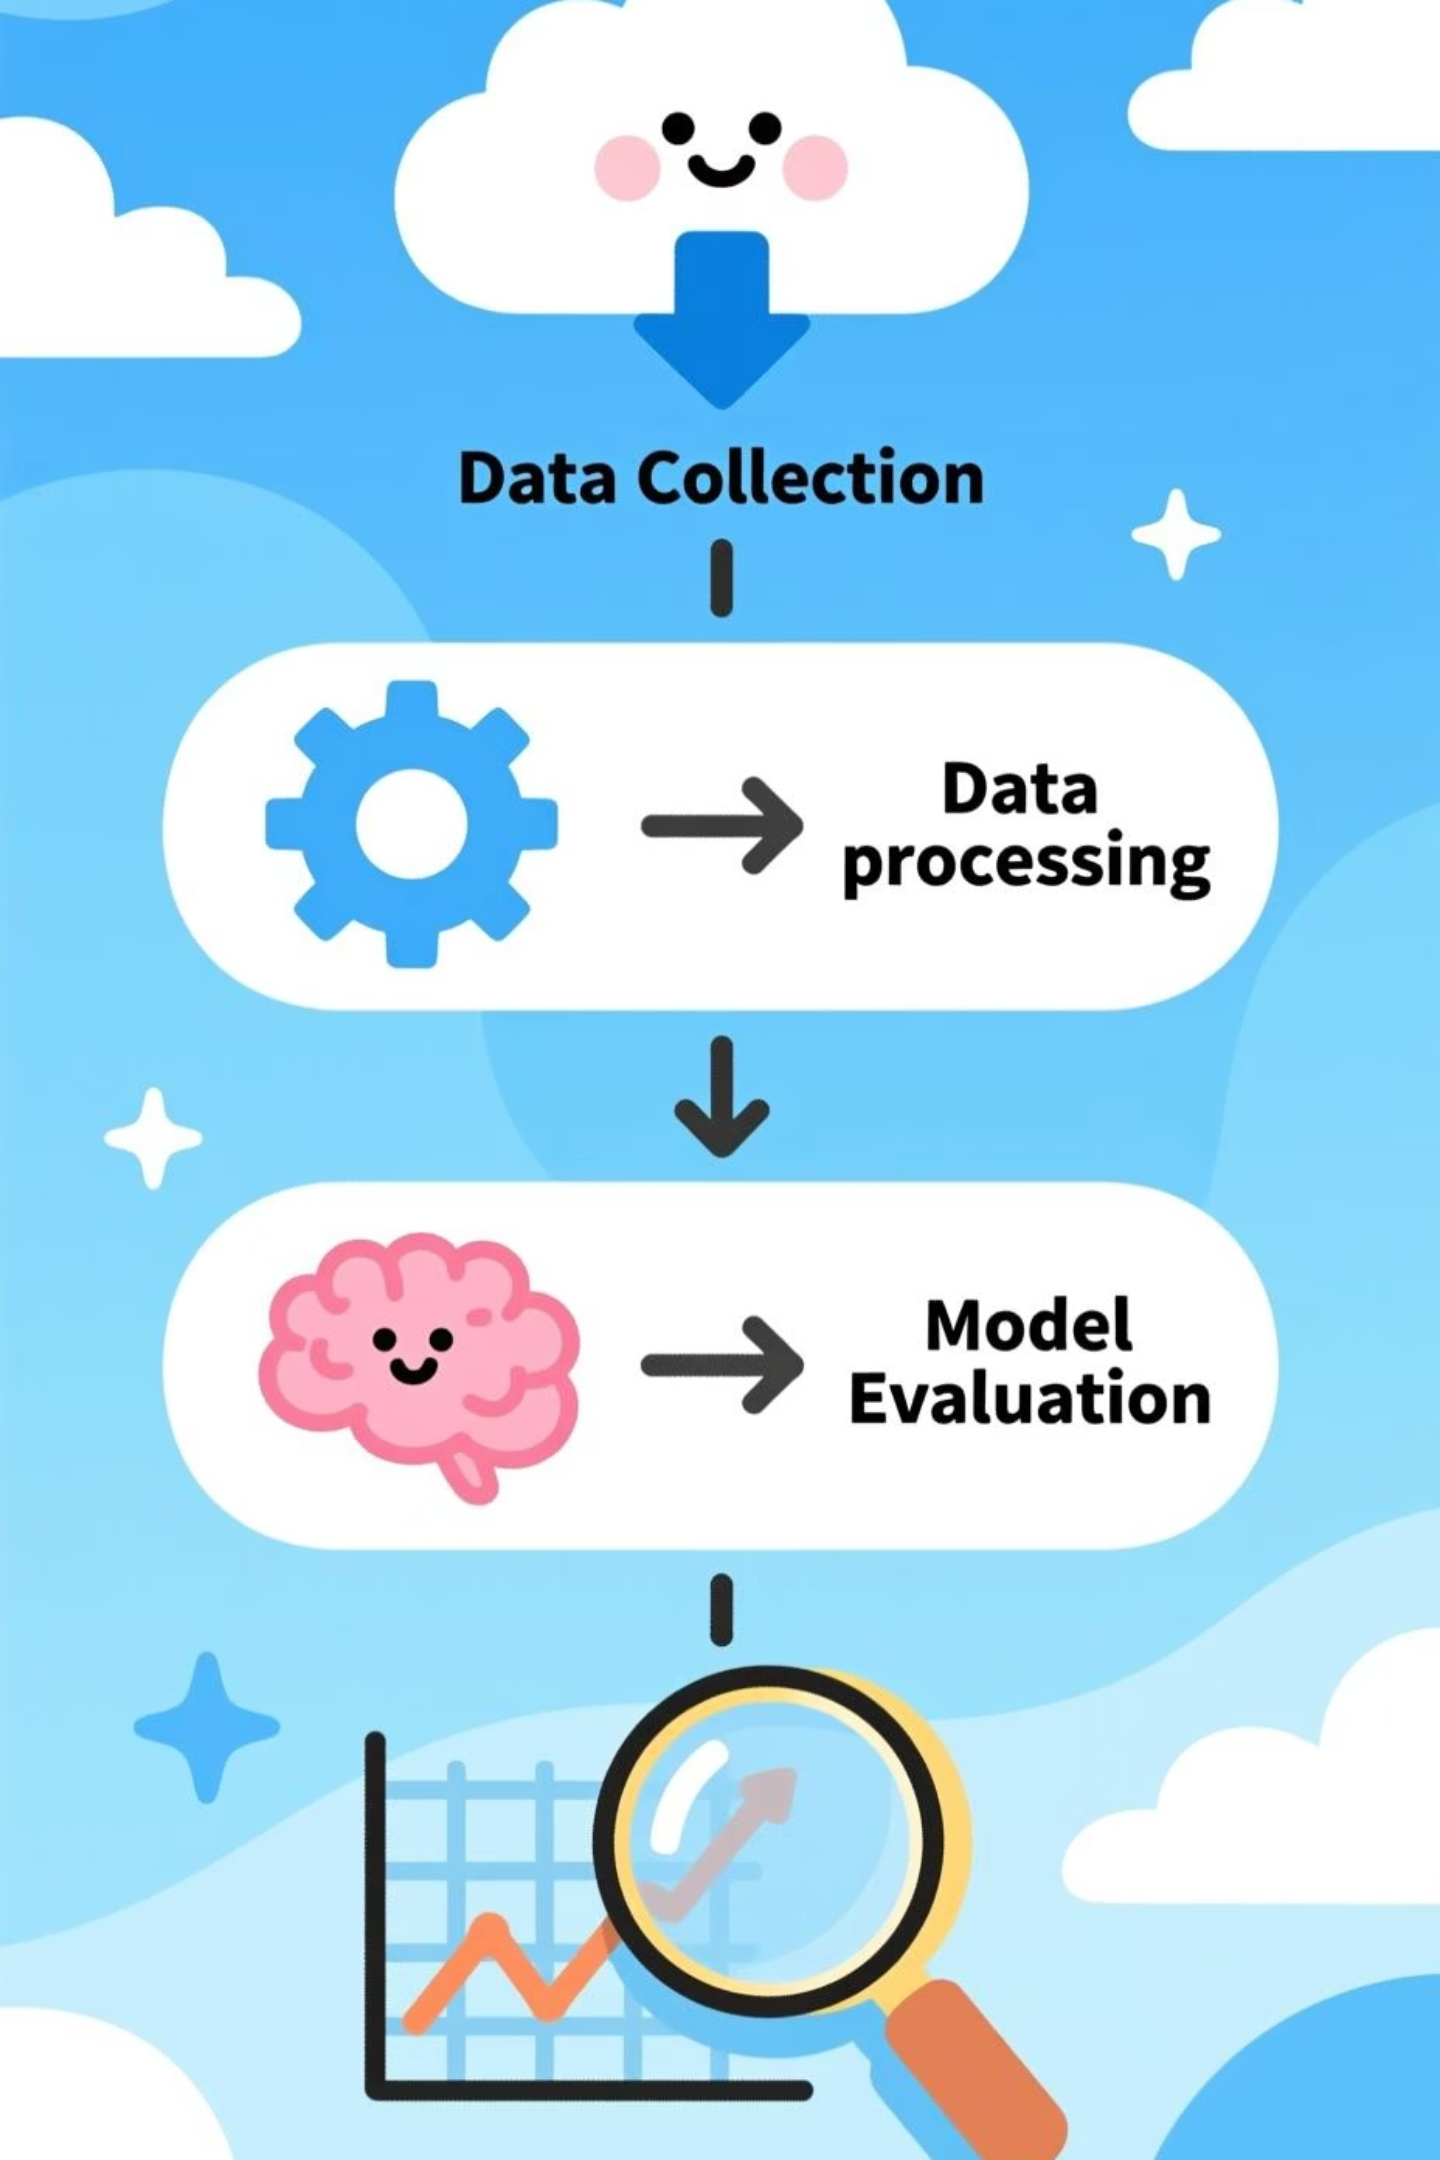 Data Collection
Data
processing
Model
Evaluation